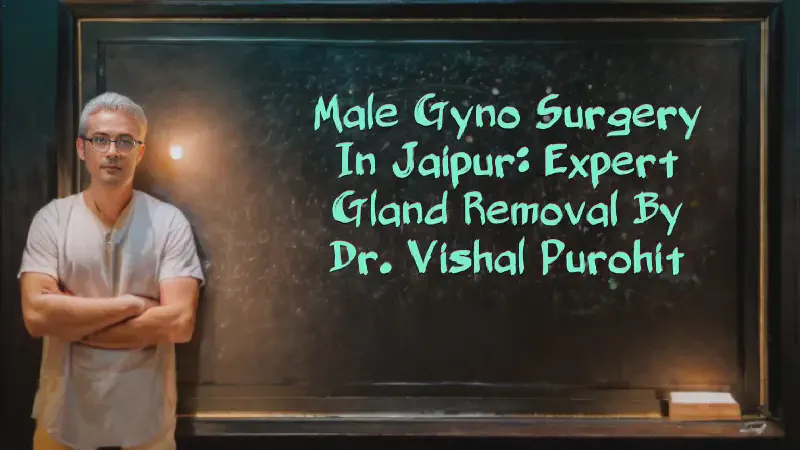 Male Gyno Surgery
In Jaipur: Expert
Gland Removal By
Dr. Vishal Purohit